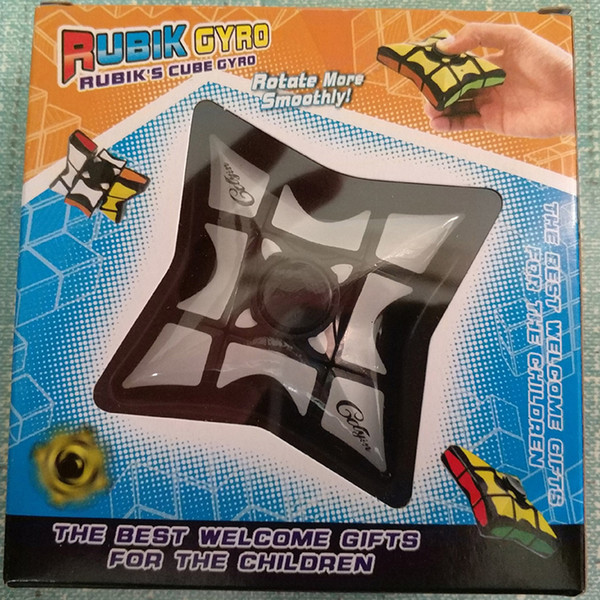 RUBIK GYRO
RUBIK'S CUBE GYRO
Rotate More
Smoothly!
THE BEST WELCOME GIFTS
FOR THE CHILDREN
THE BEST WELCOME GIFTS
FOR THE CHILDREN